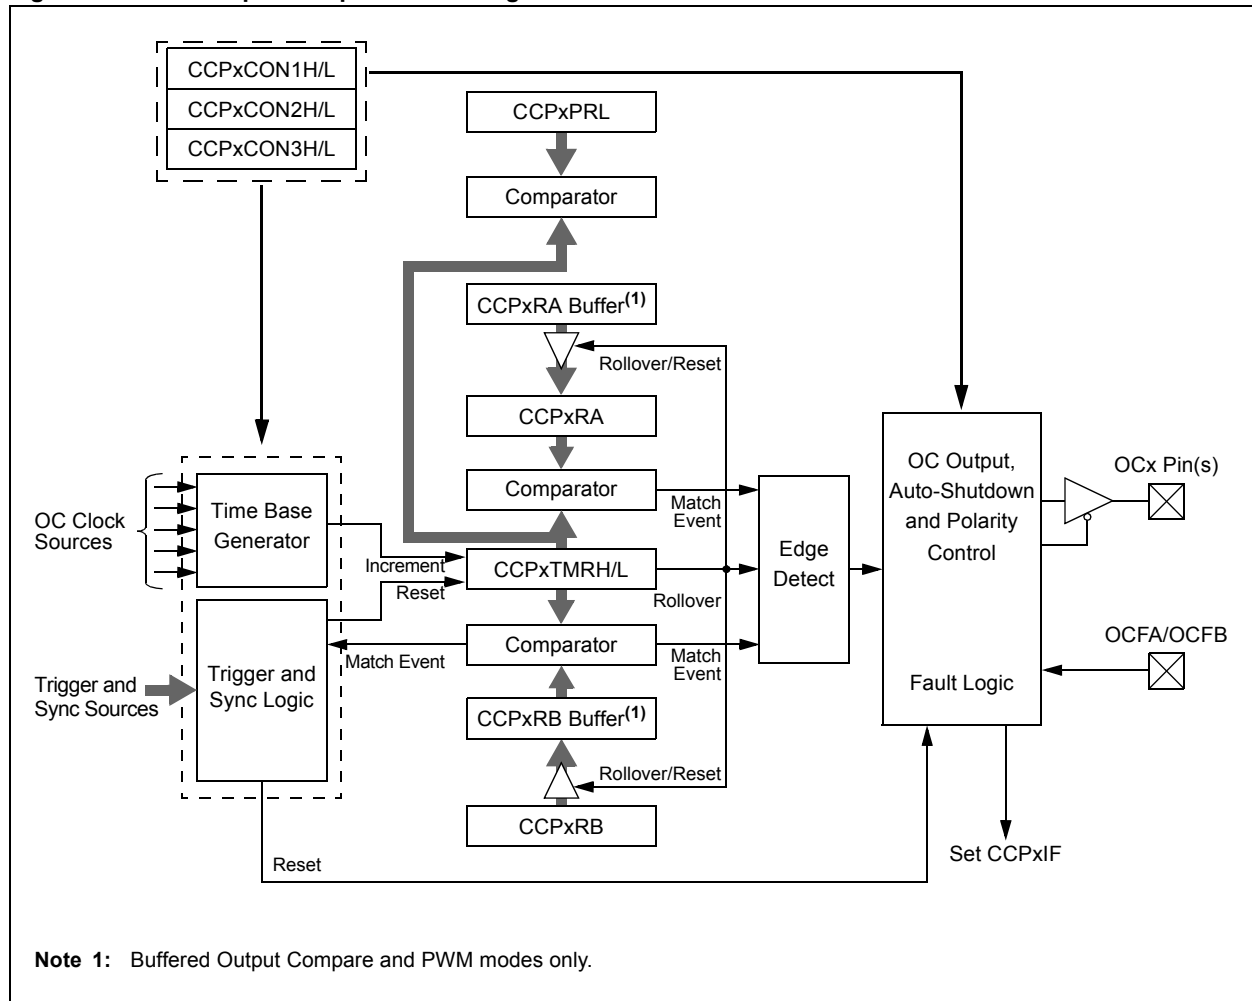 CCPxCON1H/L
CCPxCON2H/L
CCPxCON3H/L
CCPxPRL
Comparator
CCPxRA Buffer(1)
Rollover/Reset
CCPxRA
Comparator
Match
Event
OC Clock
Sources
Time Base
Generator
Increment
Reset
CCPxTMRH/L
Rollover
Edge
Detect
OC Output,
Auto-Shutdown
and Polarity
Control
OCx Pin(s)
Trigger and
Sync Sources
Trigger and
Sync Logic
Match Event
Comparator
Match
Event
CCPxRB Buffer(1)
Rollover/Reset
CCPxRB
Fault Logic
OCFA/OCFB
Set CCPxIF
Reset
Note 1: Buffered Output Compare and PWM modes only.